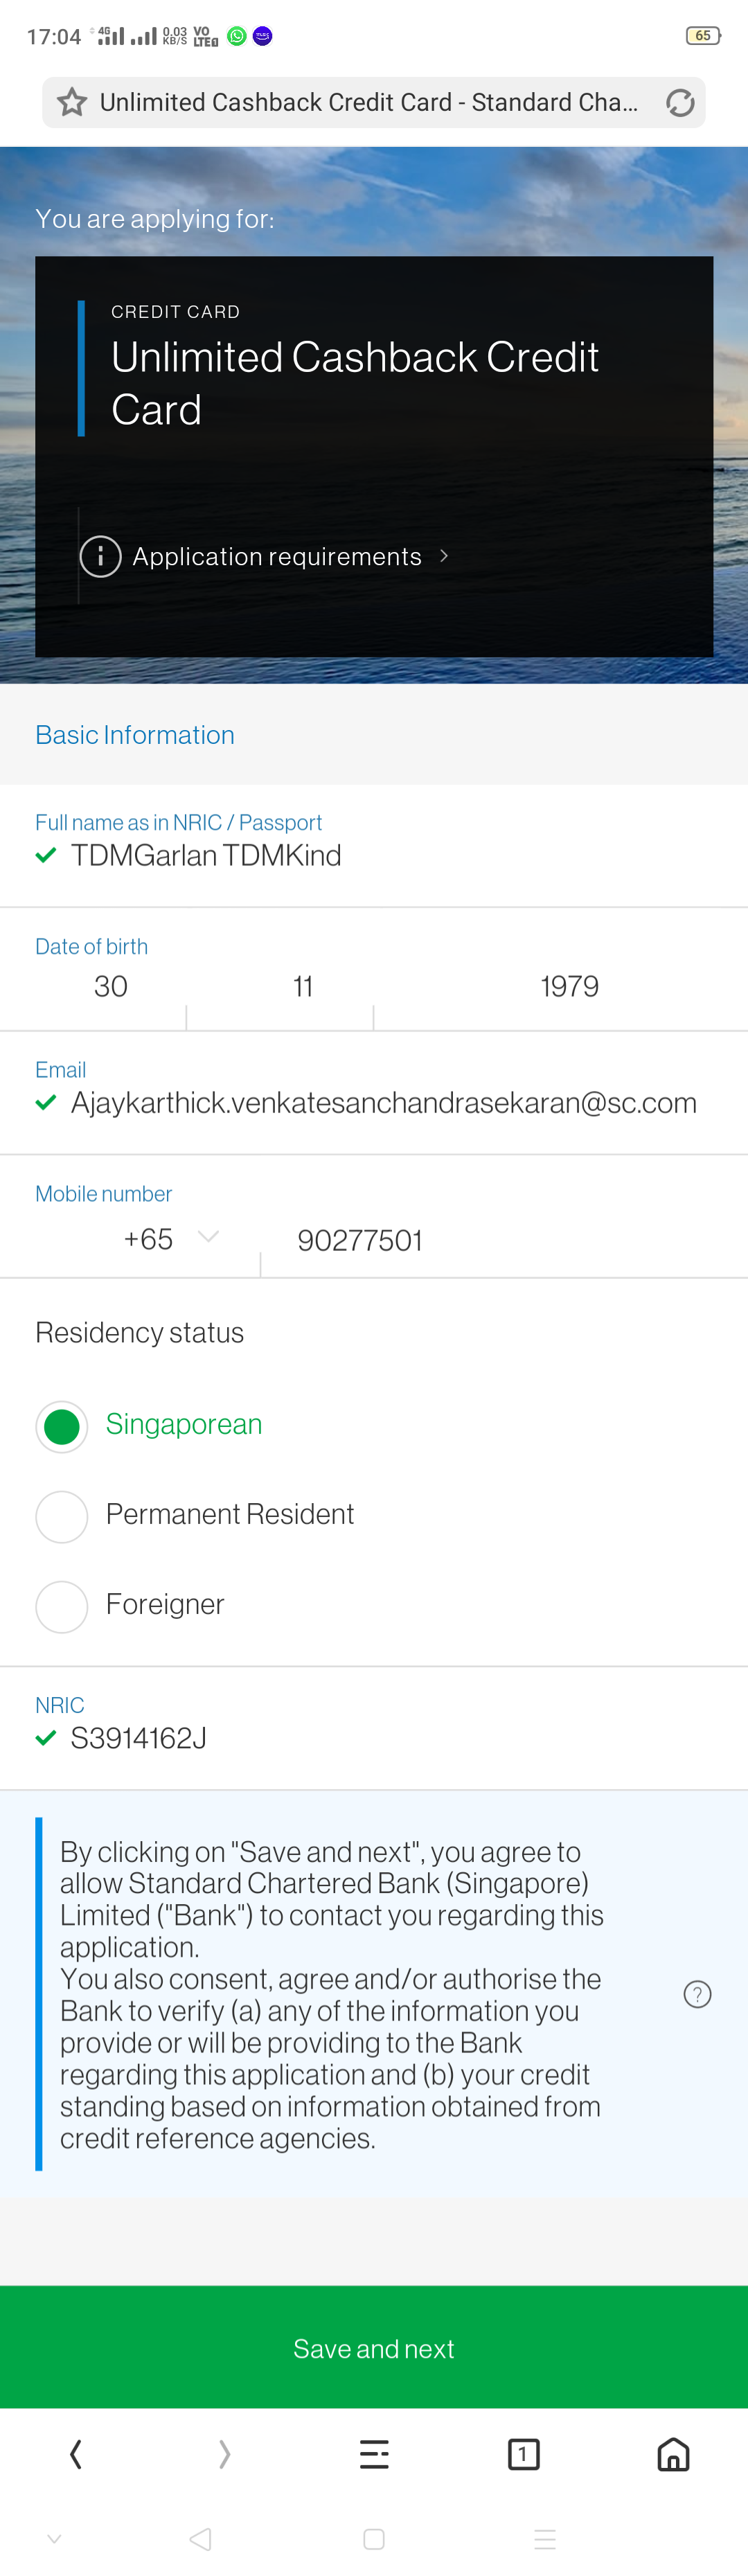 17:04 4G 0.03 KB/S VO LTE 65
Unlimited Cashback Credit Card - Standard Cha...
You are applying for:
CREDIT CARD
Unlimited Cashback Credit
Card
Application requirements
Basic Information
Full name as in NRIC / Passport
TDMGarlan TDMKind
Date of birth
30 11 1979
Email
Ajaykarthick.venkatesanchandrasekaran@sc.com
Mobile number
+65 90277501
Residency status
Singaporean
Permanent Resident
Foreigner
NRIC
S3914162J
By clicking on "Save and next", you agree to
allow Standard Chartered Bank (Singapore)
Limited ("Bank") to contact you regarding this
application.
You also consent, agree and/or authorise the
Bank to verify (a) any of the information you
provide or will be providing to the Bank
regarding this application and (b) your credit
standing based on information obtained from
credit reference agencies.
?
Save and next
1